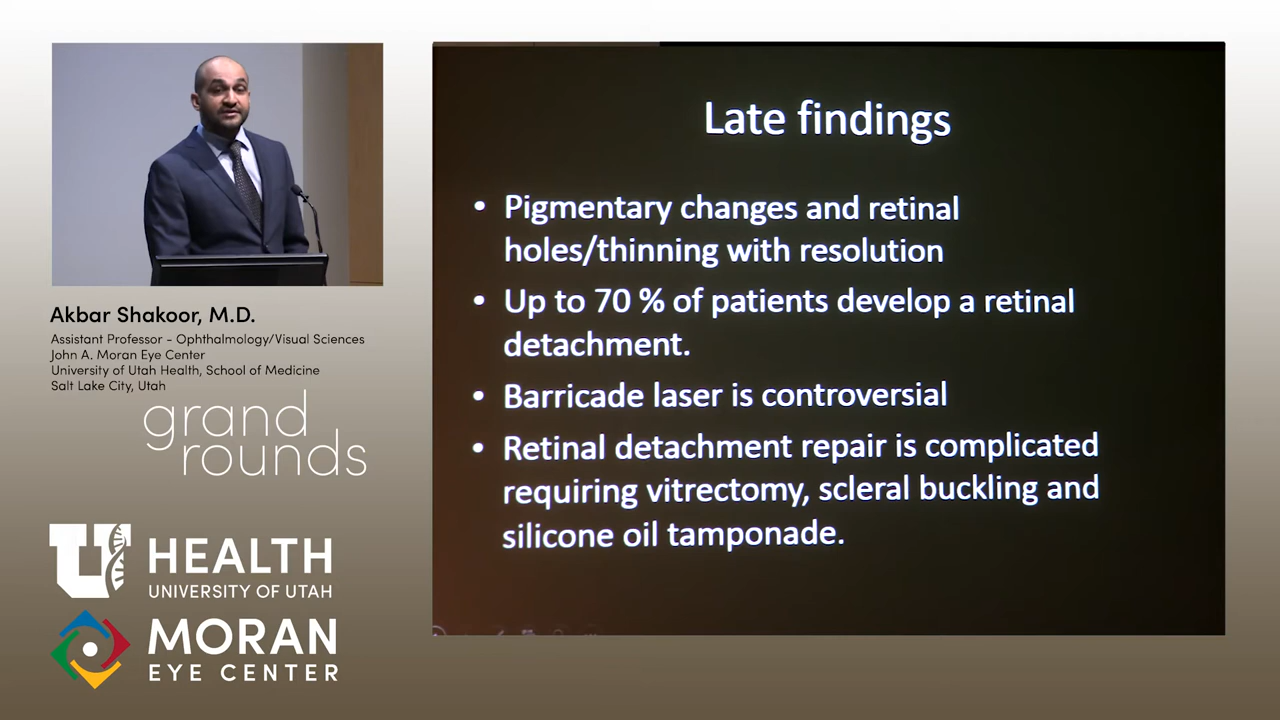 Akbar Shakoor, M.D.
Assistant Professor - Ophthalmology/Visual Sciences
John A. Moran Eye Center
University of Utah Health, School of Medicine
Salt Lake City, Utah
grand
rounds
U HEALTH
UNIVERSITY OF UTAH
MORAN
EYE CENTER
Late findings
• Pigmentary changes and retinal
holes/thinning with resolution
• Up to 70 % of patients develop a retinal
detachment.
• Barricade laser is controversial
• Retinal detachment repair is complicated
requiring vitrectomy, scleral buckling and
silicone oil tamponade.